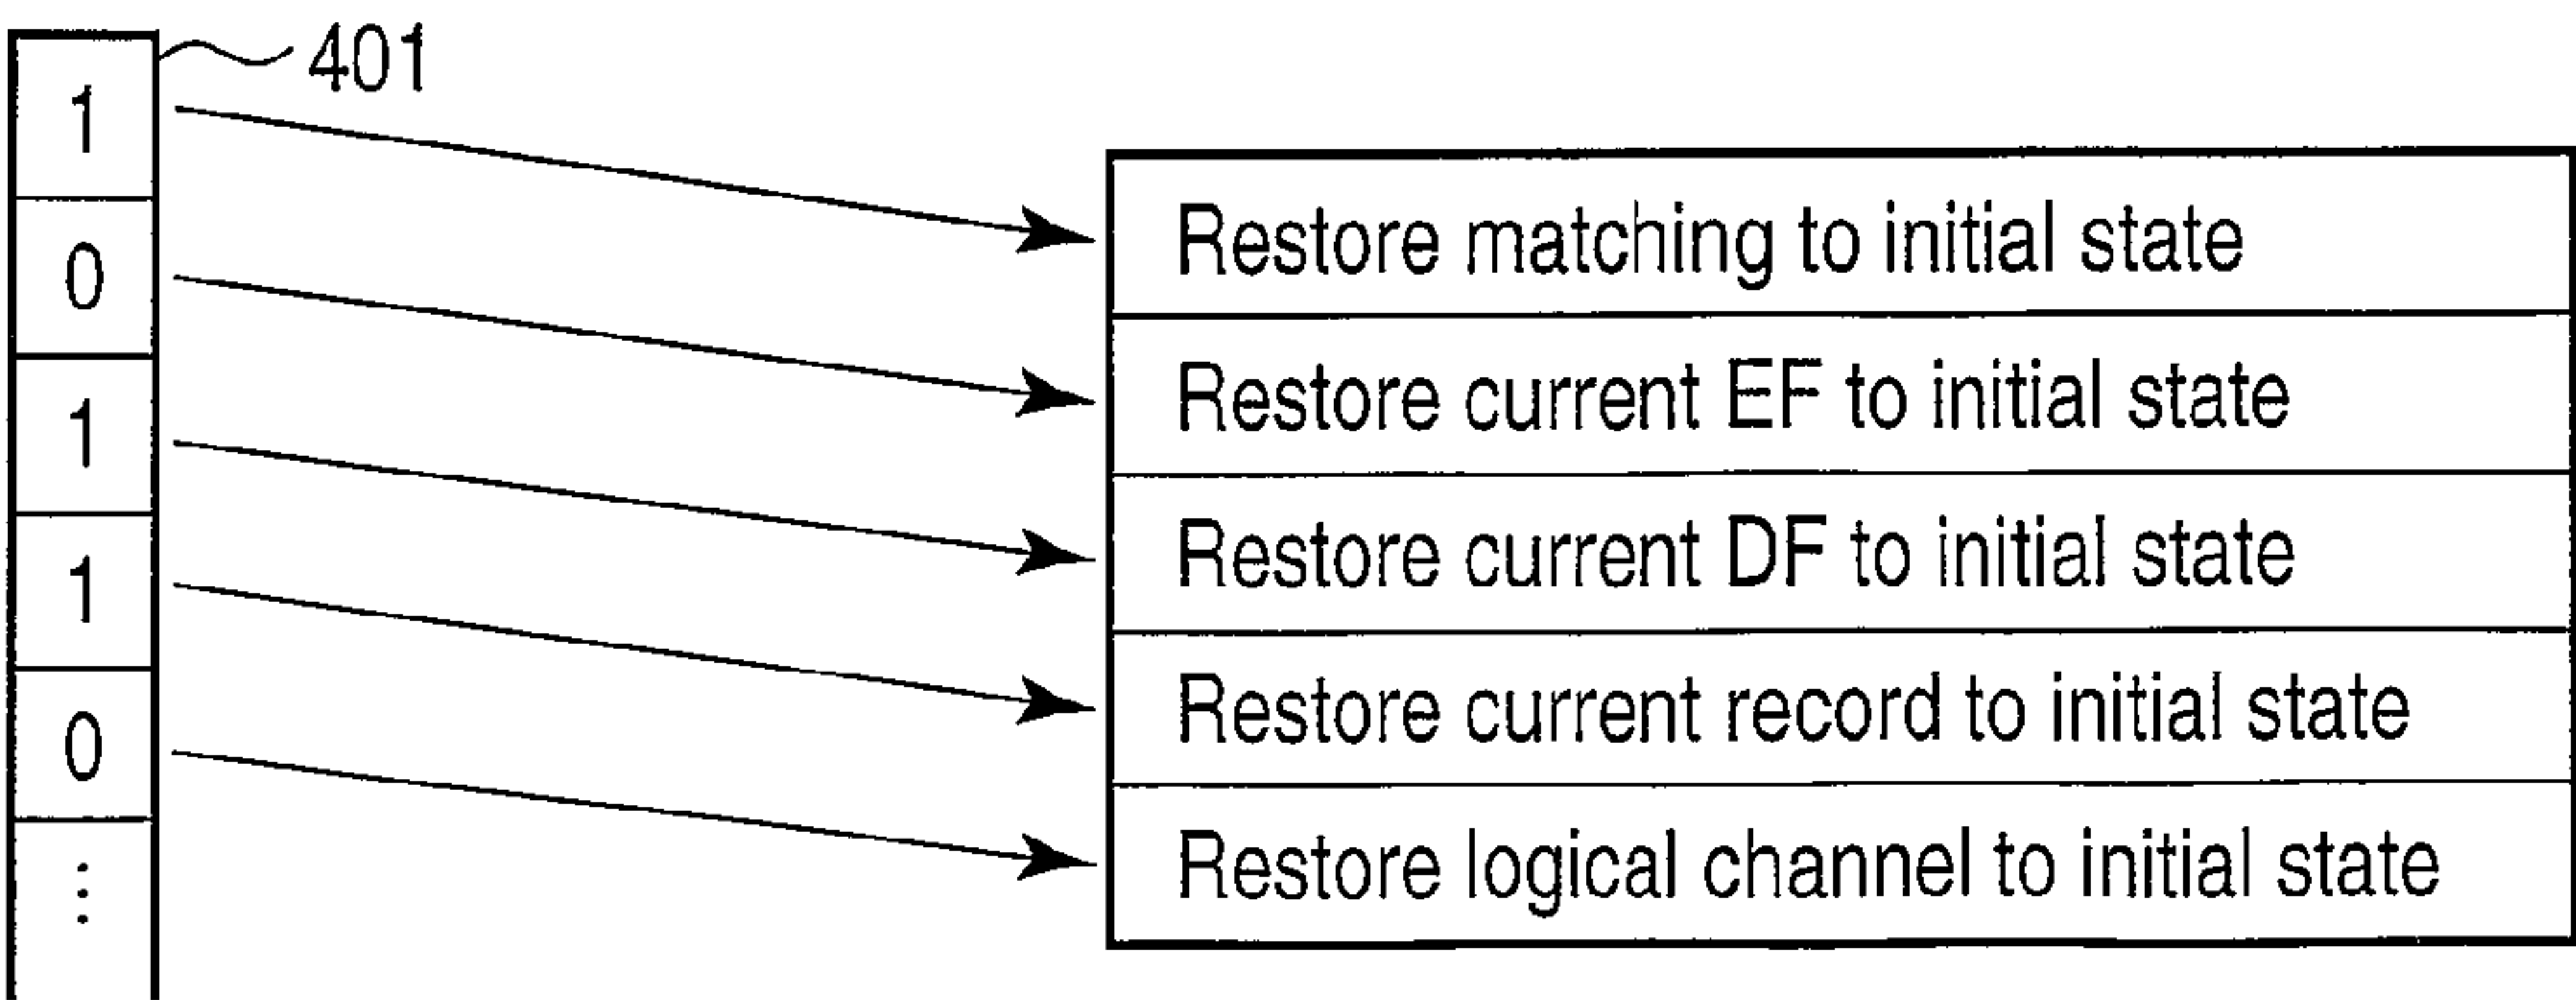 401
1
0
1
1
0
⋮
Restore matching to initial state
Restore current EF to initial state
Restore current DF to initial state
Restore current record to initial state
Restore logical channel to initial state